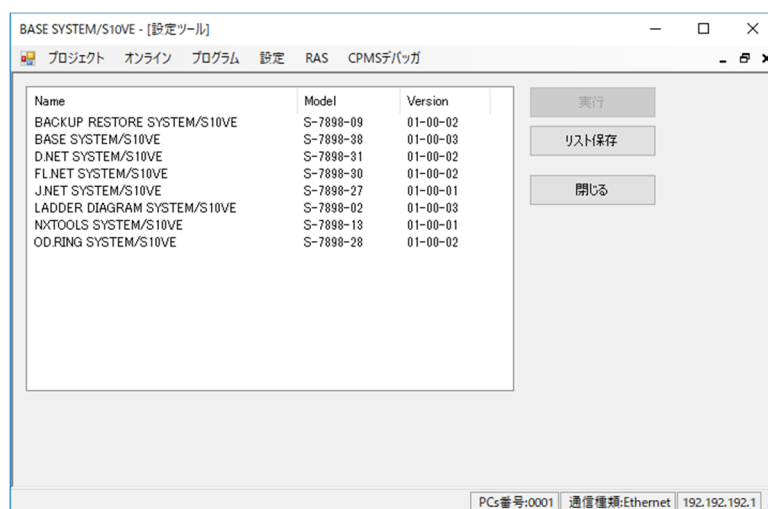 BASE SYSTEM/S10VE - [設定ツール]
プロジェクト オンライン プログラム 設定 RAS CPMSデバッガ
Name Model Version
BACKUP RESTORE SYSTEM/S10VE S-7898-09 01-00-02
BASE SYSTEM/S10VE S-7898-38 01-00-03
D.NET SYSTEM/S10VE S-7898-31 01-00-02
FL.NET SYSTEM/S10VE S-7898-30 01-00-02
J.NET SYSTEM/S10VE S-7898-27 01-00-01
LADDER DIAGRAM SYSTEM/S10VE S-7898-02 01-00-03
NXTOOLS SYSTEM/S10VE S-7898-13 01-00-01
OD.RING SYSTEM/S10VE S-7898-28 01-00-02
実行
リスト保存
閉じる
PCs番号:0001 通信種類:Ethernet 192.192.192.1